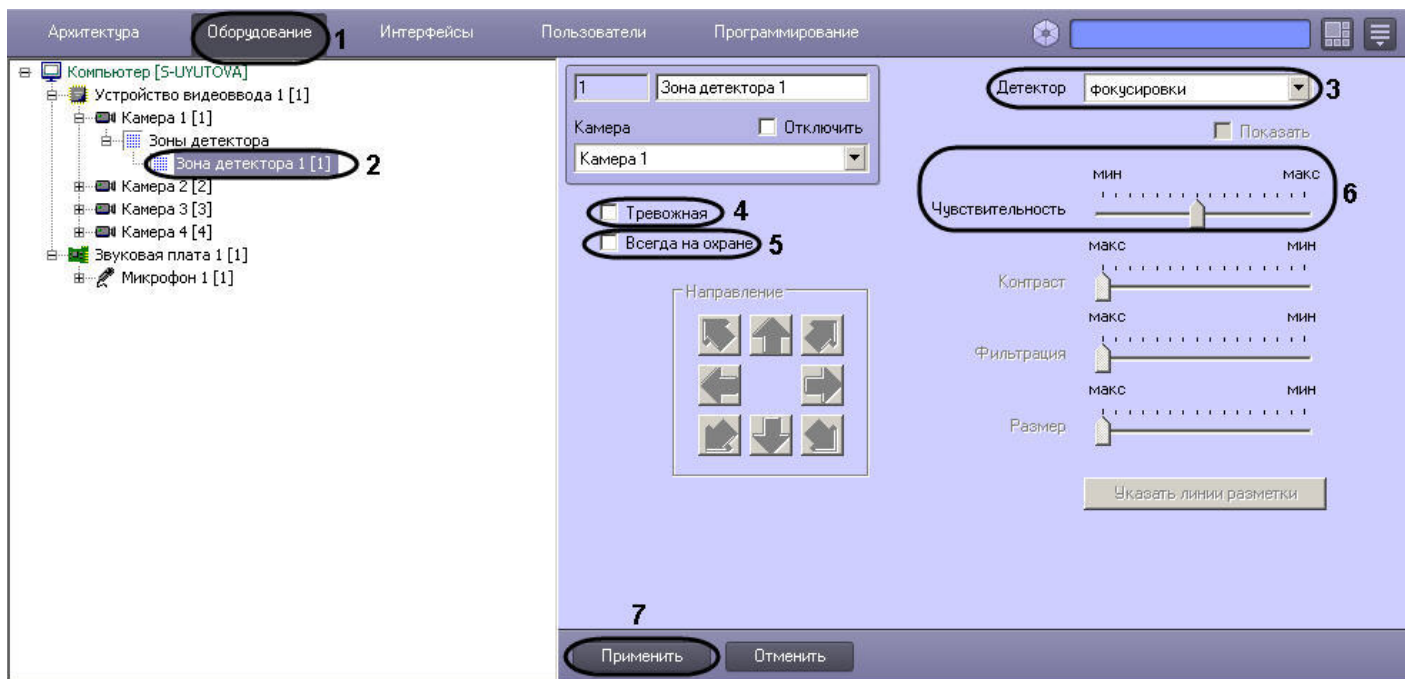 Архитектура Оборудование 1 Интерфейсы Пользователи Программирование
Компьютер [S-UYUTOVA]
Устройство видеоввода 1 [1]
Камера 1 [1]
Зоны детектора
Зона детектора 1 [1] 2
Камера 2 [2]
Камера 3 [3]
Камера 4 [4]
Звуковая плата 1 [1]
Микрофон 1 [1]
1 Зона детектора 1
Камера Отключить
Камера 1
Тревожная 4
Всегда на охране 5
Направление
Детектор фокусировки 3
Показать
мин макс
Чувствительность 6
макс мин
Контраст
макс мин
Фильтрация
макс мин
Размер
Указать линии разметки
7
Применить Отменить